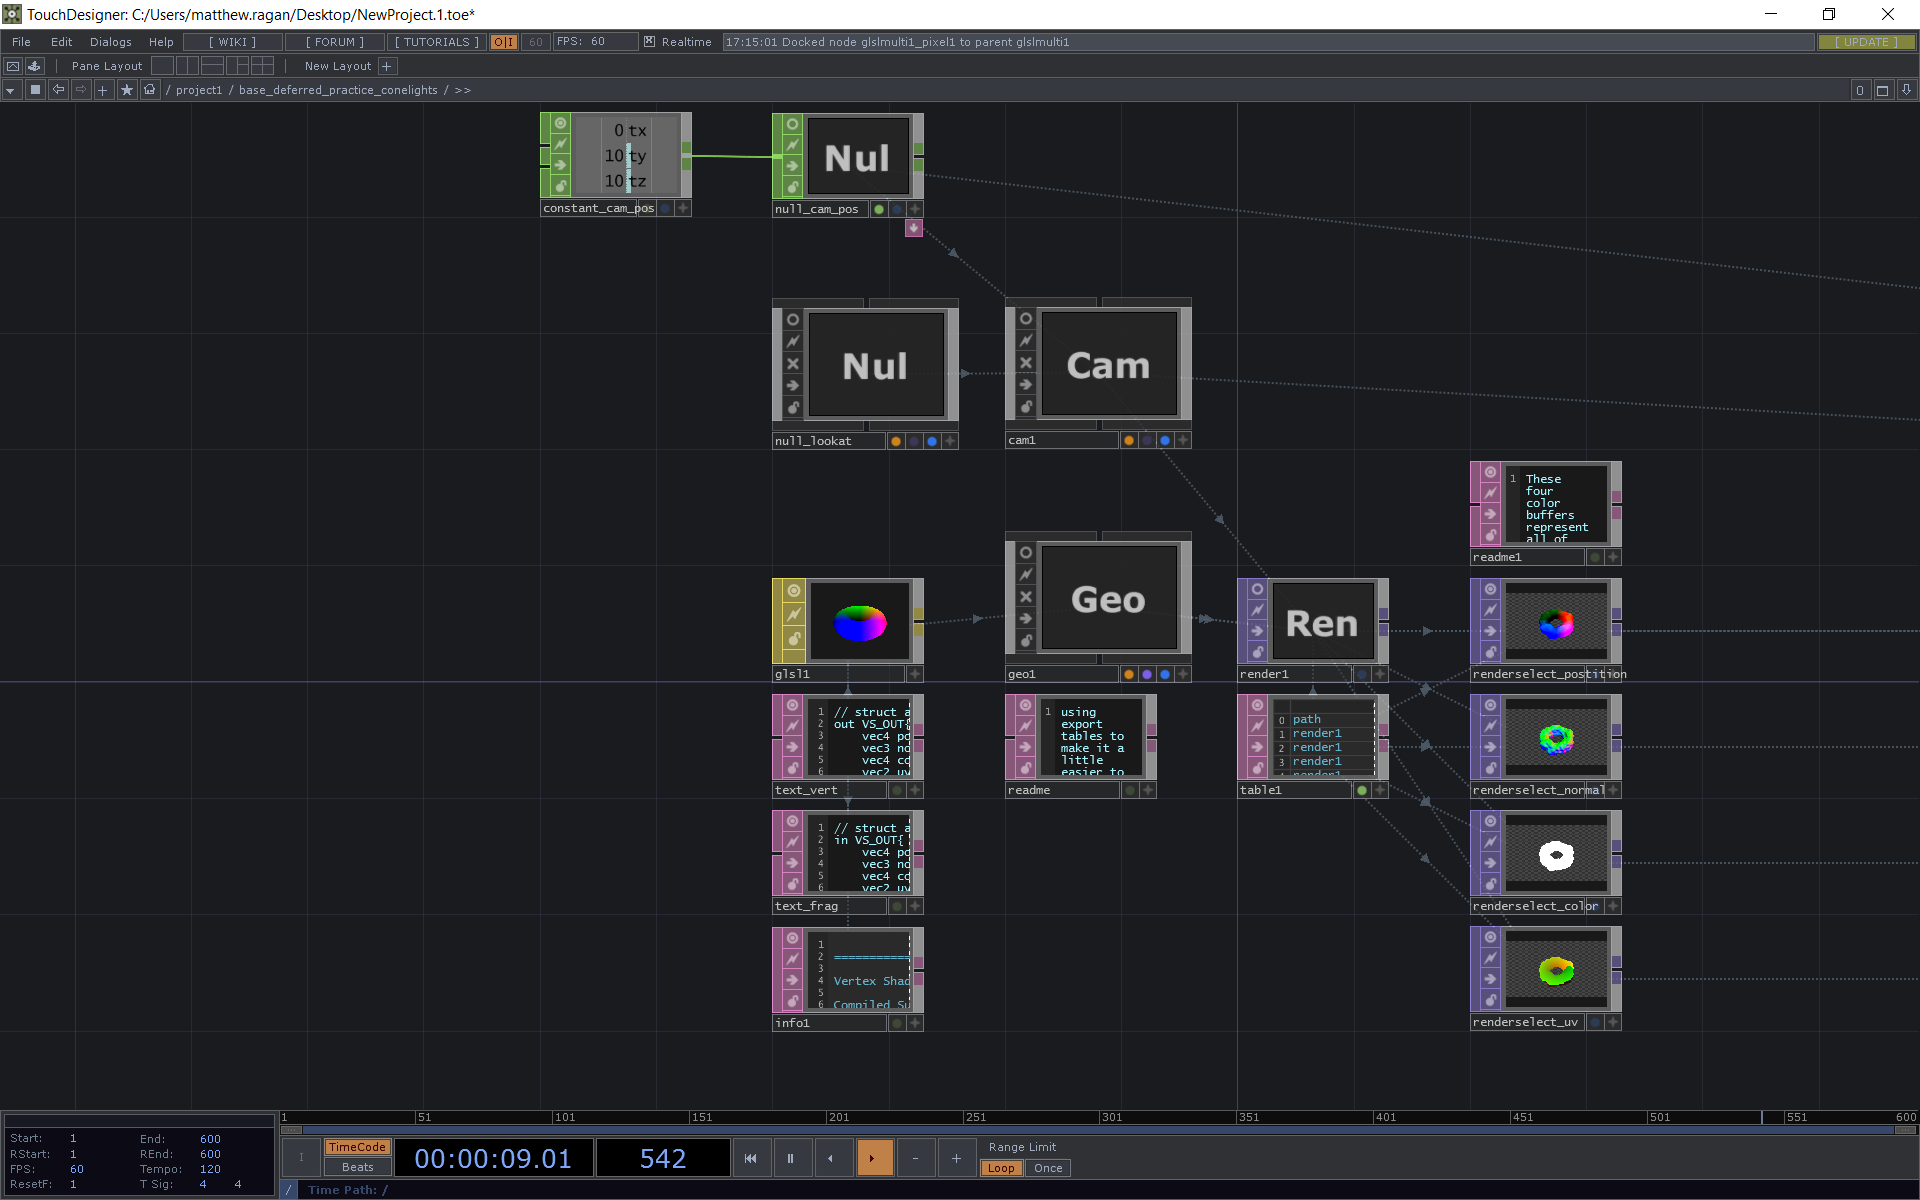 TouchDesigner: C:/Users/matthew.ragan/Desktop/NewProject.1.toe*
File Edit Dialogs Help [ WIKI ] [ FORUM ] [ TUTORIALS ] O|I 60 FPS: 60 Realtime 17:15:01 Docked node glslmulti1_pixel1 to parent glslmulti1 [ UPDATE ]
Pane Layout New Layout +
/ project1 / base_deferred_practice_conelights / >> 0
0 tx
10 ty
10 tz
constant_cam_pos
Nul
null_cam_pos
Nul
null_lookat
Cam
cam1
1 These
four
color
buffers
represent
all of
readme1
glsl1
Geo
geo1
Ren
render1
renderselect_postition
1 // struct a
2 out VS_OUT{
3 vec4 po
4 vec3 no
5 vec4 co
6 vec2 uv
text_vert
1 using
export
tables to
make it a
little
easier to
readme
0 path
1 render1
2 render1
3 render1
render1
table1
renderselect_normal
1 // struct a
2 in VS_OUT{
3 vec4 po
4 vec3 no
5 vec4 co
6 vec2 uv
text_frag
renderselect_color
1
2 ===========
3
4 Vertex Shad
5
6 Compiled Su
info1
renderselect_uv
1 51 101 151 201 251 301 351 401 451 501 551 600
Start: 1 End: 600
RStart: 1 REnd: 600
FPS: 60 Tempo: 120
ResetF: 1 T Sig: 4 4
I TimeCode
Beats
00:00:09.01 542
- +
Range Limit
Loop Once
/ Time Path: /